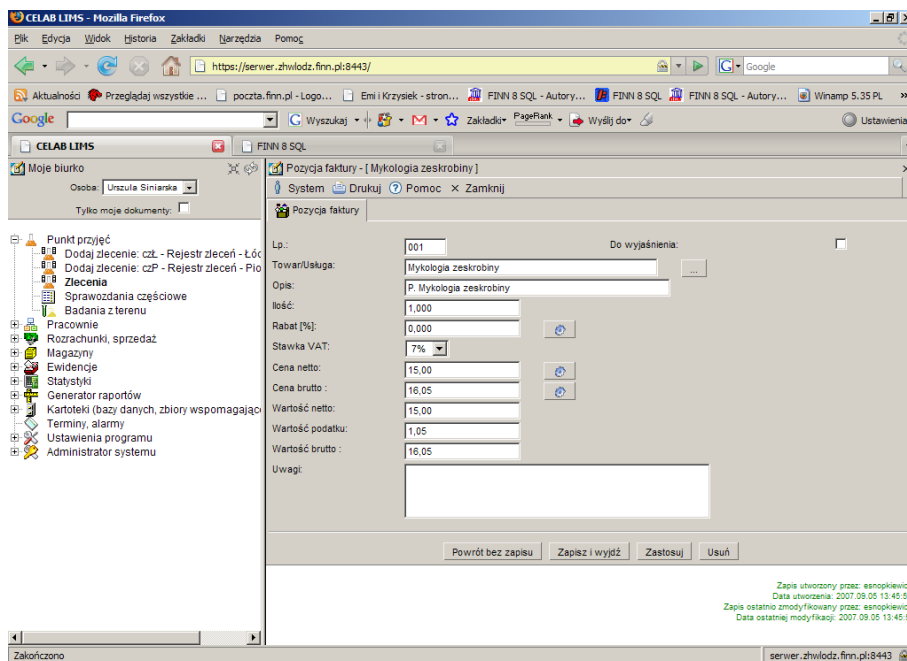 CELAB LIMS - Mozilla Firefox
Plik Edycja Widok Historia Zakładki Narzędzia Pomoc
https://serwer.zhwlodz.finn.pl:8443/ Google
Aktualności Przeglądaj wszystkie ... poczta.finn.pl - Logo... Emi i Krzysiek - stron... FINN 8 SQL - Autory... FINN 8 SQL FINN 8 SQL - Autory... Winamp 5.35 PL
Google Wyszukaj Zakładki PageRank Wyślij do Ustawienia
CELAB LIMS FINN 8 SQL
Moje biurko
Osoba: Urszula Siniarska
Tylko moje dokumenty:
Punkt przyjęć
Dodaj zlecenie: czŁ - Rejestr zleceń - Łóc
Dodaj zlecenie: czP - Rejestr zleceń - Pio
Zlecenia
Sprawozdania częściowe
Badania z terenu
Pracownie
Rozrachunki, sprzedaż
Magazyny
Ewidencje
Statystyki
Generator raportów
Kartoteki (bazy danych, zbiory wspomagając
Terminy, alarmy
Ustawienia programu
Administrator systemu
Pozycja faktury - [ Mykologia zeskrobiny ]
System Drukuj Pomoc Zamknij
Pozycja faktury
Lp.: 001 Do wyjaśnienia:
Towar/Usługa: Mykologia zeskrobiny ...
Opis: P. Mykologia zeskrobiny
Ilość: 1,000
Rabat [%]: 0,000
Stawka VAT: 7%
Cena netto: 15,00
Cena brutto : 16,05
Wartość netto: 15,00
Wartość podatku: 1,05
Wartość brutto : 16,05
Uwagi:
Powrót bez zapisu Zapisz i wyjdź Zastosuj Usuń
Zapis utworzony przez: esnopkiewic
Data utworzenia: 2007.09.05 13:45:5
Zapis ostatnio zmodyfikowany przez: esnopkiewic
Data ostatniej modyfikacji: 2007.09.05 13:45:5
Zakończono serwer.zhwlodz.finn.pl:8443